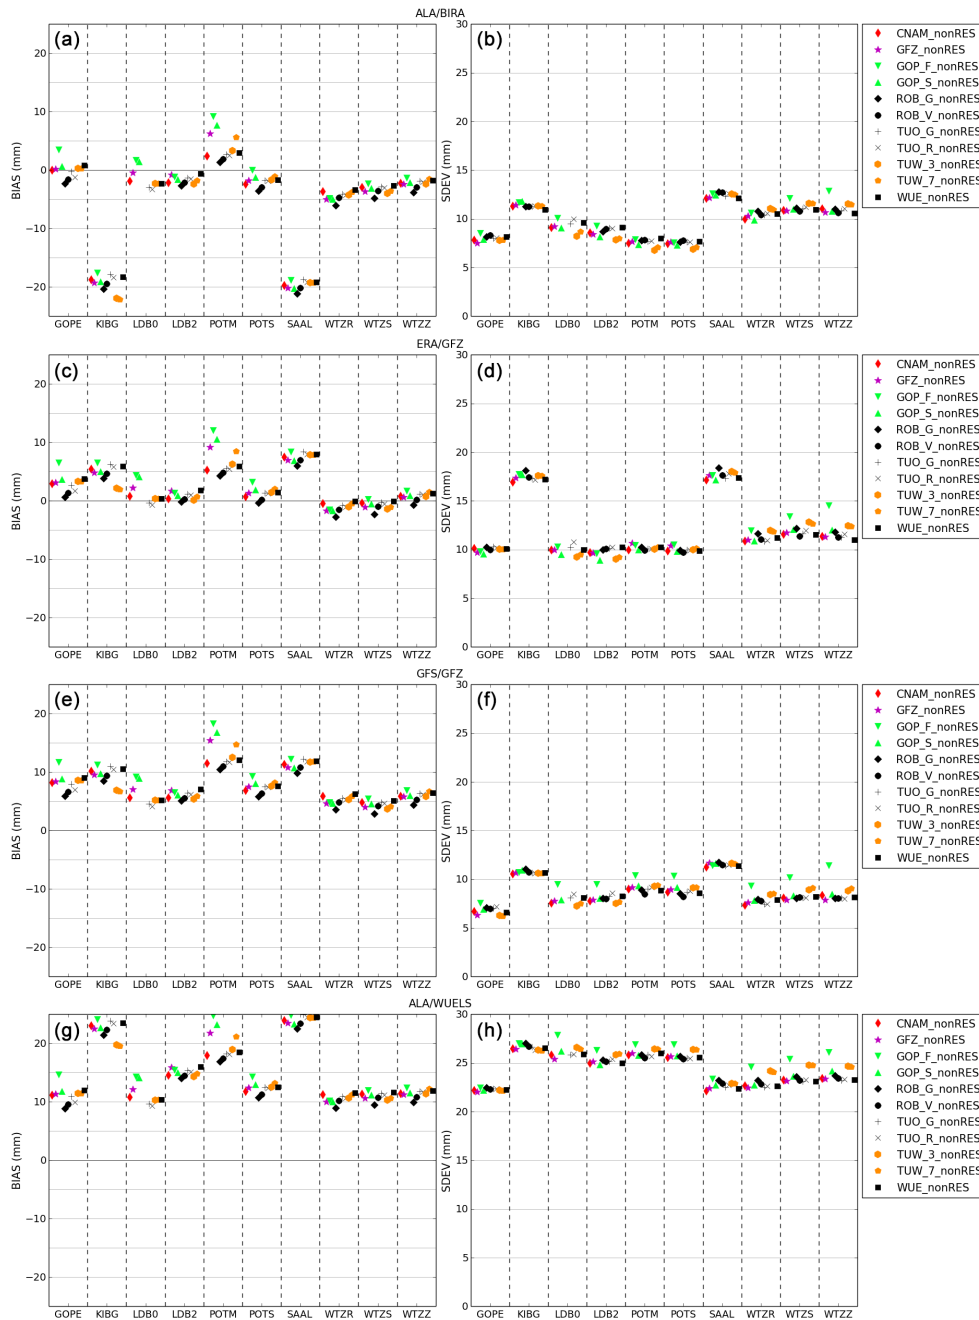 ALA/BIRA
(a)
BIAS (mm)
20
10
0
−10
−20
GOPE KIBG LDB0 LDB2 POTM POTS SAAL WTZR WTZS WTZZ
(b)
SDEV (mm)
30
25
20
15
10
5
0
GOPE KIBG LDB0 LDB2 POTM POTS SAAL WTZR WTZS WTZZ
CNAM_nonRES
GFZ_nonRES
GOP_F_nonRES
GOP_S_nonRES
ROB_G_nonRES
ROB_V_nonRES
TUO_G_nonRES
TUO_R_nonRES
TUW_3_nonRES
TUW_7_nonRES
WUE_nonRES
ERA/GFZ
(c)
BIAS (mm)
20
10
0
−10
−20
GOPE KIBG LDB0 LDB2 POTM POTS SAAL WTZR WTZS WTZZ
(d)
SDEV (mm)
30
25
20
15
10
5
0
GOPE KIBG LDB0 LDB2 POTM POTS SAAL WTZR WTZS WTZZ
CNAM_nonRES
GFZ_nonRES
GOP_F_nonRES
GOP_S_nonRES
ROB_G_nonRES
ROB_V_nonRES
TUO_G_nonRES
TUO_R_nonRES
TUW_3_nonRES
TUW_7_nonRES
WUE_nonRES
GFS/GFZ
(e)
BIAS (mm)
20
10
0
−10
−20
GOPE KIBG LDB0 LDB2 POTM POTS SAAL WTZR WTZS WTZZ
(f)
SDEV (mm)
30
25
20
15
10
5
0
GOPE KIBG LDB0 LDB2 POTM POTS SAAL WTZR WTZS WTZZ
CNAM_nonRES
GFZ_nonRES
GOP_F_nonRES
GOP_S_nonRES
ROB_G_nonRES
ROB_V_nonRES
TUO_G_nonRES
TUO_R_nonRES
TUW_3_nonRES
TUW_7_nonRES
WUE_nonRES
ALA/WUELS
(g)
BIAS (mm)
20
10
0
−10
−20
GOPE KIBG LDB0 LDB2 POTM POTS SAAL WTZR WTZS WTZZ
(h)
SDEV (mm)
30
25
20
15
10
5
0
GOPE KIBG LDB0 LDB2 POTM POTS SAAL WTZR WTZS WTZZ
CNAM_nonRES
GFZ_nonRES
GOP_F_nonRES
GOP_S_nonRES
ROB_G_nonRES
ROB_V_nonRES
TUO_G_nonRES
TUO_R_nonRES
TUW_3_nonRES
TUW_7_nonRES
WUE_nonRES